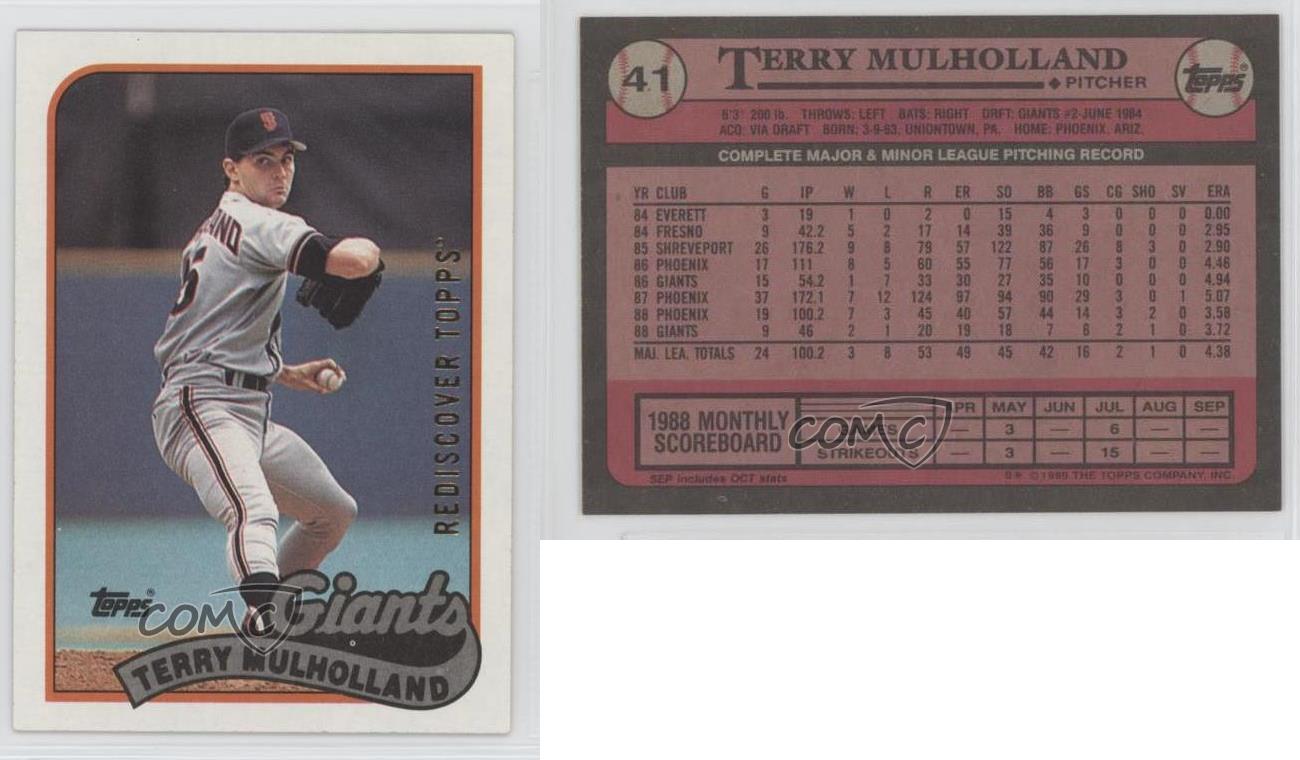 LAND
5
REDISCOVER TOPPS™
topps®
COMC
Giants
TERRY MULHOLLAND
41
TERRY MULHOLLAND
PITCHER
topps®
6'3" 200 lb. THROWS: LEFT BATS: RIGHT DRFT: GIANTS #2-JUNE 1984
ACQ: VIA DRAFT BORN: 3-9-63, UNIONTOWN, PA. HOME: PHOENIX, ARIZ.
COMPLETE MAJOR & MINOR LEAGUE PITCHING RECORD
YR CLUB G IP W L R ER SO BB GS CG SHO SV ERA
84 EVERETT 3 19 1 0 2 0 15 4 3 0 0 0 0.00
84 FRESNO 9 42.2 5 2 17 14 39 36 9 0 0 0 2.95
85 SHREVEPORT 26 176.2 9 8 79 57 122 87 26 8 3 0 2.90
86 PHOENIX 17 111 8 5 60 55 77 56 17 3 0 0 4.46
86 GIANTS 15 54.2 1 7 33 30 27 35 10 0 0 0 4.94
87 PHOENIX 37 172.1 7 12 124 97 94 90 29 3 0 1 5.07
88 PHOENIX 19 100.2 7 3 45 40 57 44 14 3 2 0 3.58
88 GIANTS 9 46 2 1 20 19 18 7 6 2 1 0 3.72
MAJ. LEA. TOTALS 24 100.2 3 8 53 49 45 42 16 2 1 0 4.38
1988 MONTHLY SCOREBOARD
APR MAY JUN JUL AUG SEP
GAMES — 3 — 6 — —
STRIKEOUTS — 3 — 15 — —
COMC
SEP includes OCT stats
©1989 THE TOPPS COMPANY, INC.